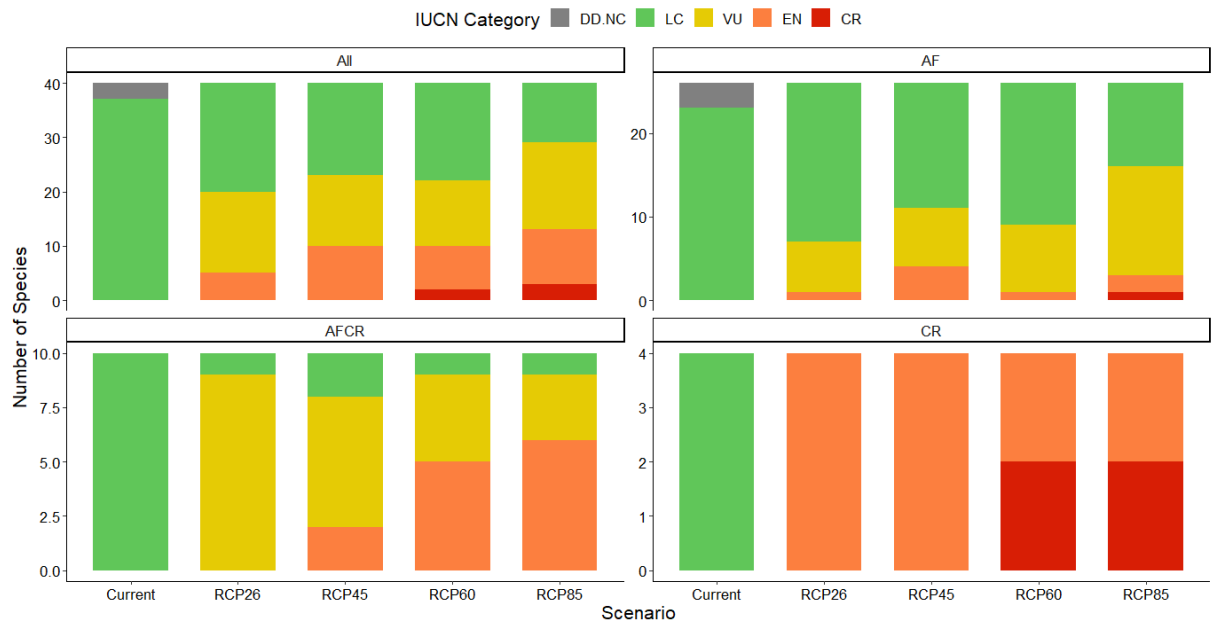 IUCN Category DD.NC LC VU EN CR
All
AF
40
30
20
10
0
20
10
0
Number of Species
AFCR
CR
10.0
7.5
5.0
2.5
0.0
4
3
2
1
0
Current RCP26 RCP45 RCP60 RCP85
Current RCP26 RCP45 RCP60 RCP85
Scenario